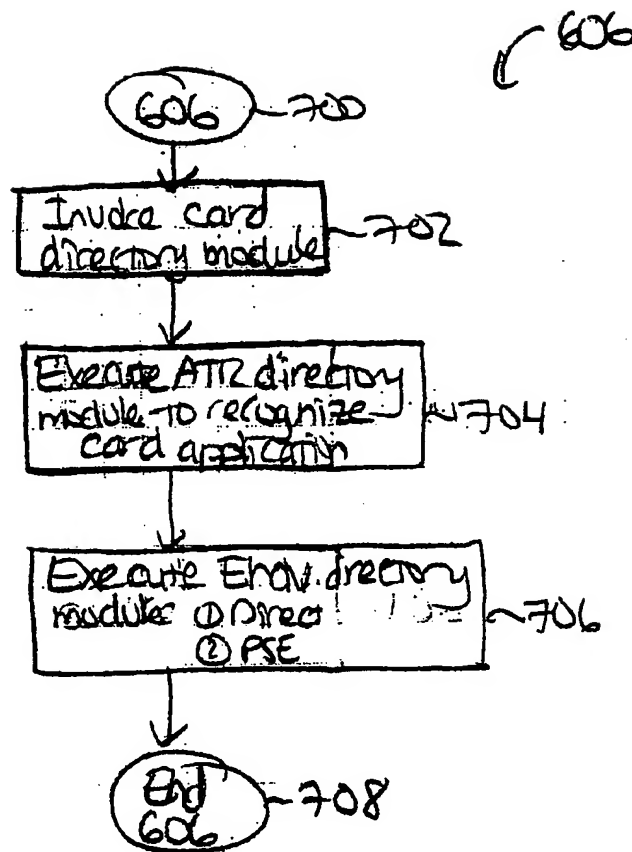 606
606
700
Invoke card
directory module
702
Execute ATR directory
module to recognize
card application
704
Execute directory
module: ① Direct
② PSE
706
End
606
708